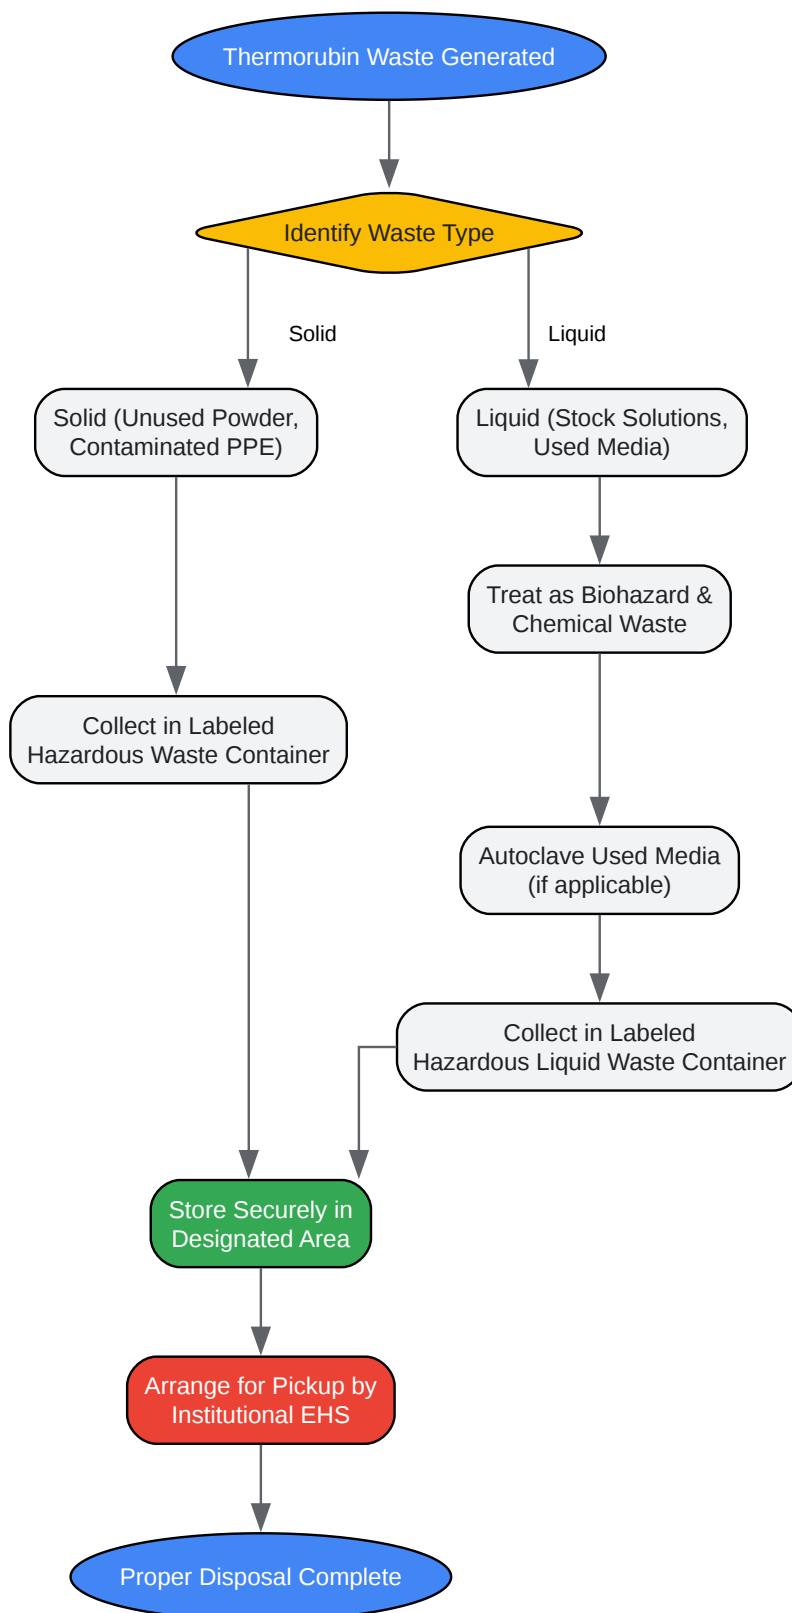 Thermorubin Waste Generated
Identify Waste Type
Solid
Liquid
Solid (Unused Powder,
Contaminated PPE)
Liquid (Stock Solutions,
Used Media)
Treat as Biohazard &
Chemical Waste
Collect in Labeled
Hazardous Waste Container
Autoclave Used Media
(if applicable)
Collect in Labeled
Hazardous Liquid Waste Container
Store Securely in
Designated Area
Arrange for Pickup by
Institutional EHS
Proper Disposal Complete